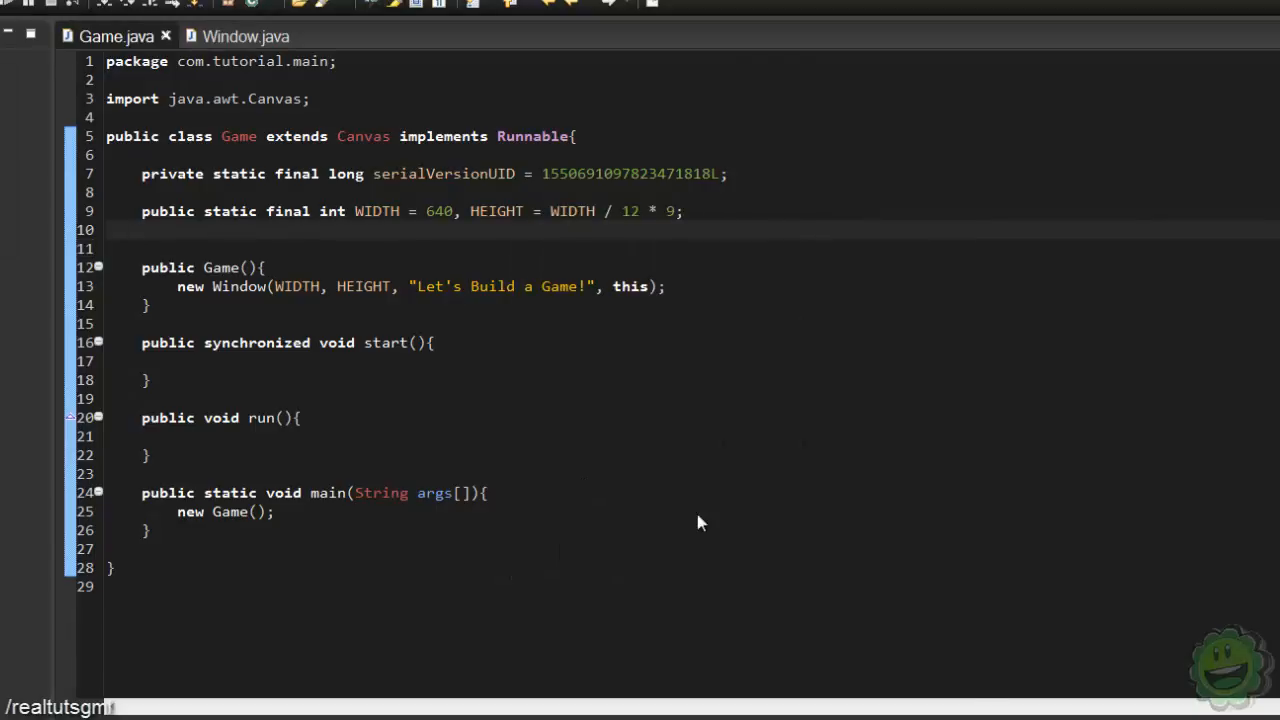 Game.java
Window.java
1 package com.tutorial.main;
2
3 import java.awt.Canvas;
4
5 public class Game extends Canvas implements Runnable{
6
7 private static final long serialVersionUID = 1550691097823471818L;
8
9 public static final int WIDTH = 640, HEIGHT = WIDTH / 12 * 9;
10
11
12 public Game(){
13 new Window(WIDTH, HEIGHT, "Let's Build a Game!", this);
14 }
15
16 public synchronized void start(){
17
18 }
19
20 public void run(){
21
22 }
23
24 public static void main(String args[]){
25 new Game();
26 }
27
28 }
29